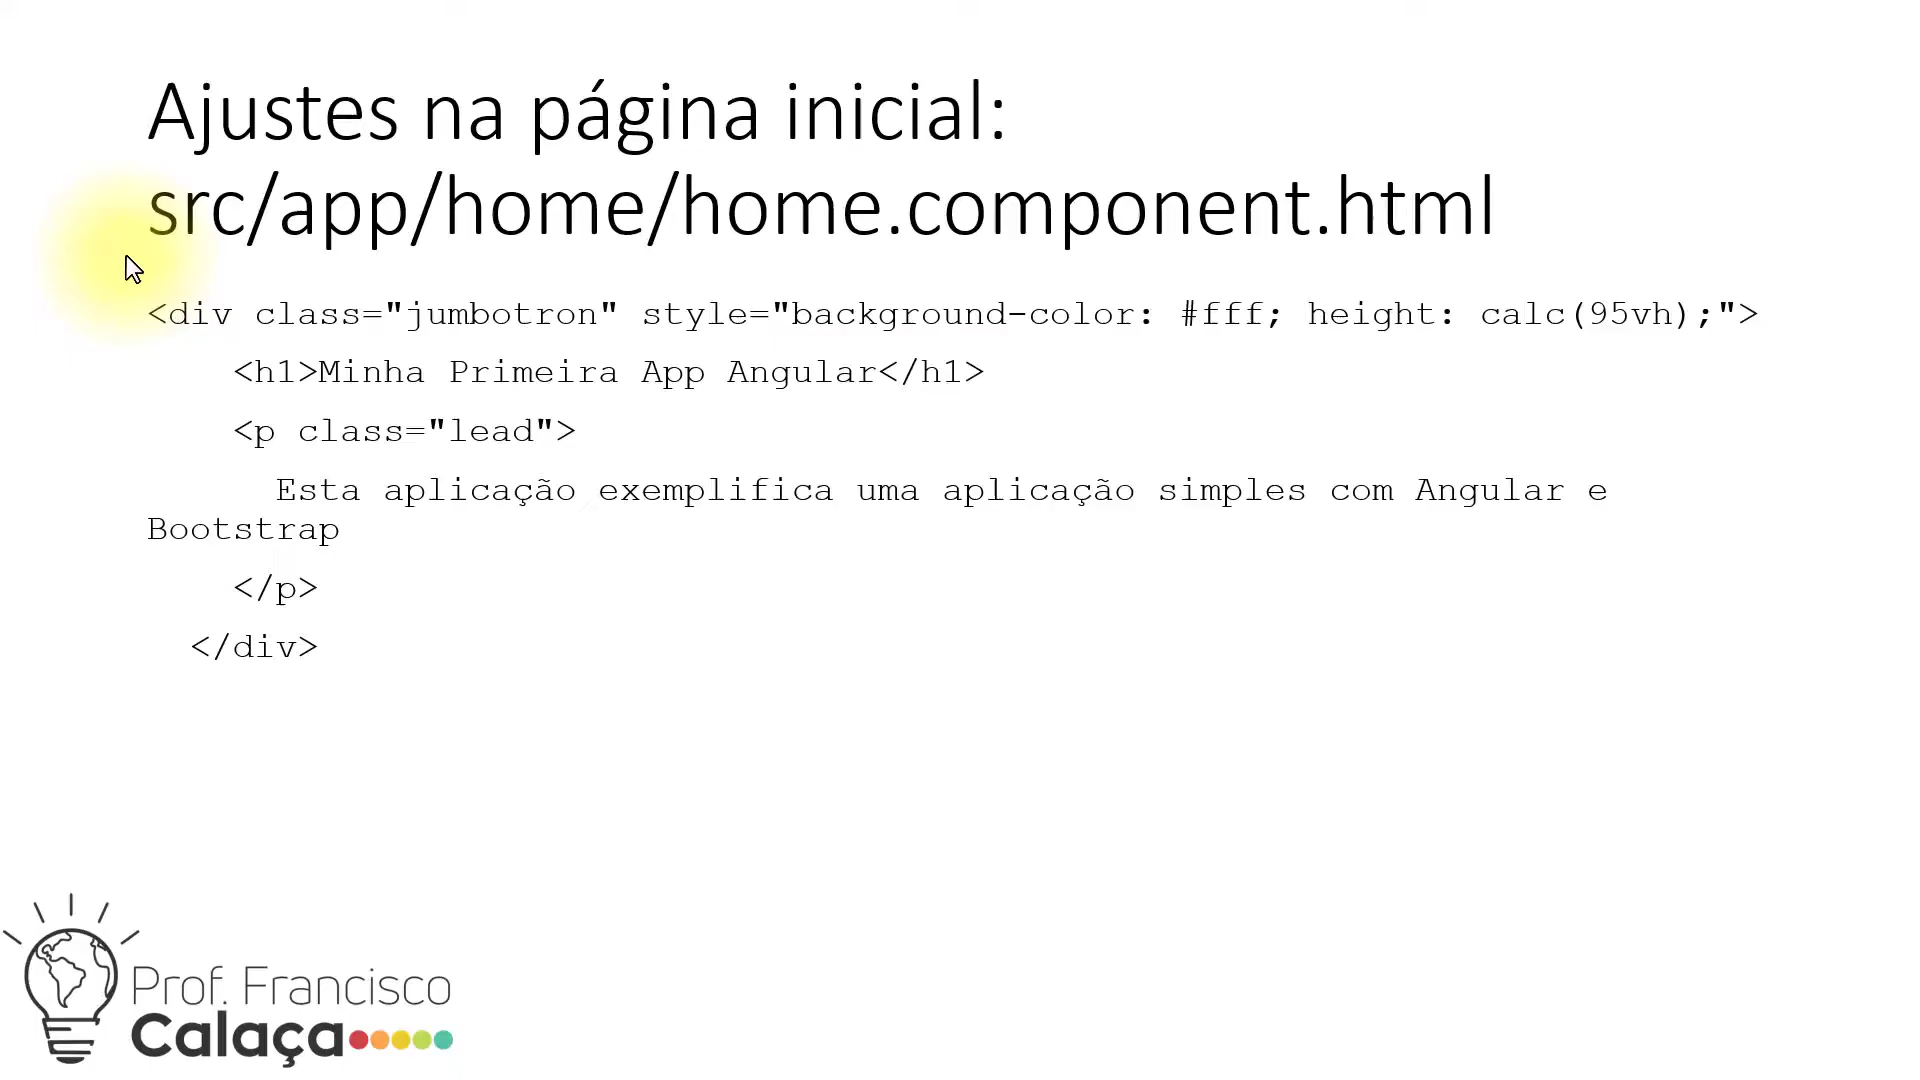 Ajustes na página inicial:
src/app/home/home.component.html
<div class="jumbotron" style="background-color: #fff; height: calc(95vh);">
    <h1>Minha Primeira App Angular</h1>
    <p class="lead">
      Esta aplicação exemplifica uma aplicação simples com Angular e
Bootstrap
    </p>
  </div>
Prof. Francisco
Calaça